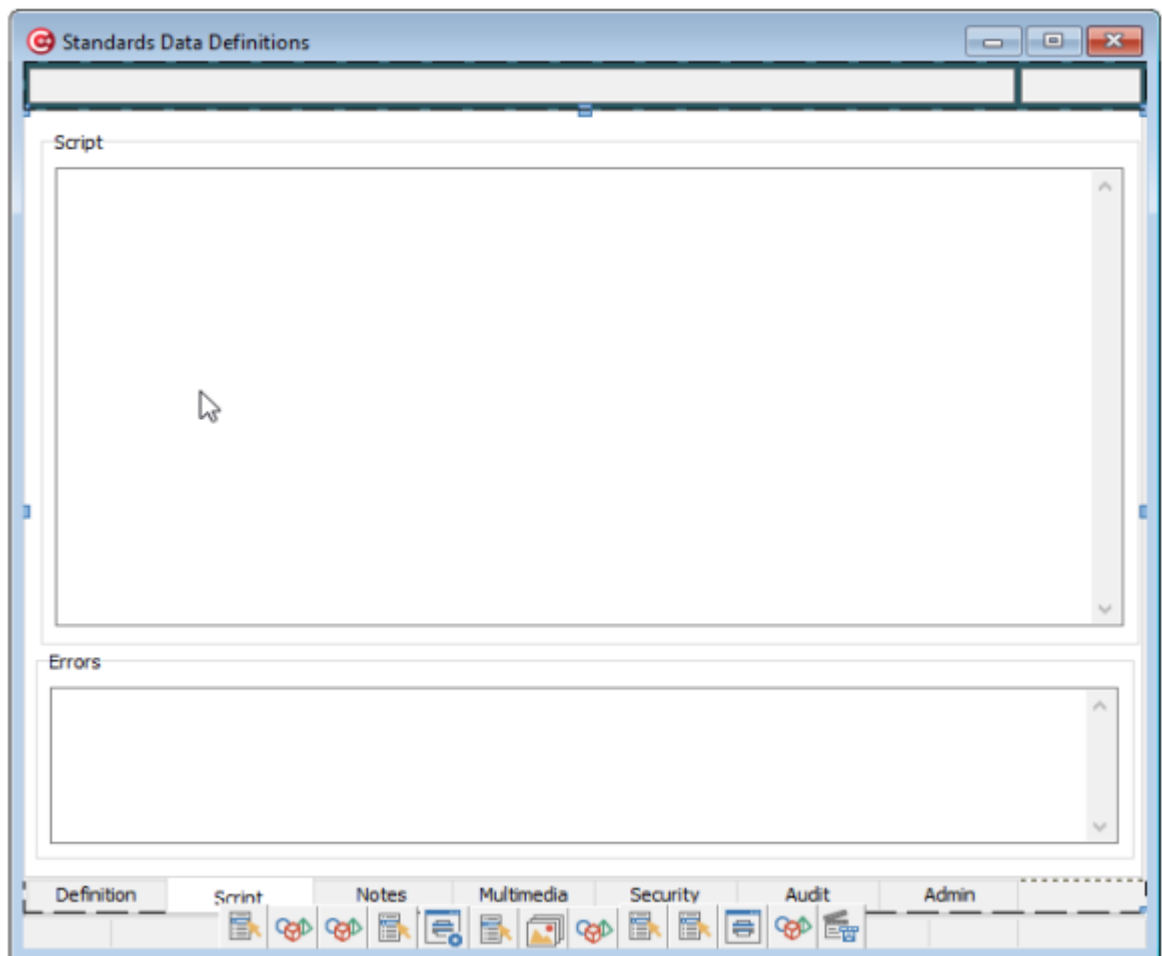 Standards Data Definitions
Script
Errors
Definition Script Notes Multimedia Security Audit Admin